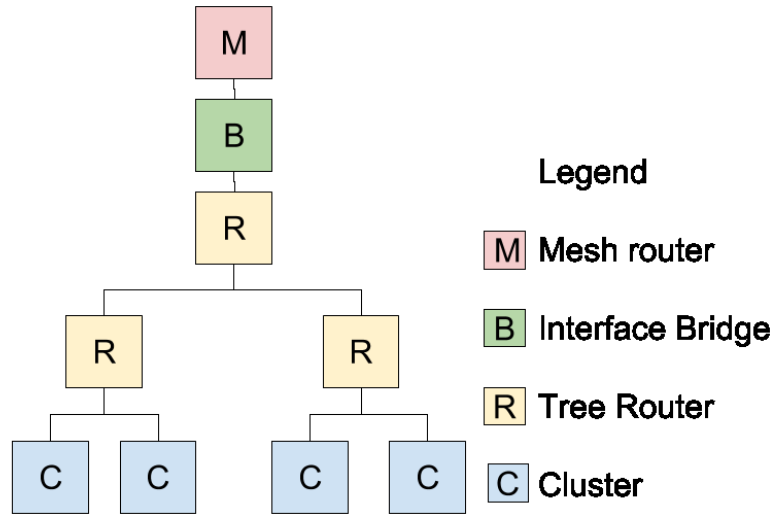 M
B
R
R R
C C C C
Legend
M Mesh router
B Interface Bridge
R Tree Router
C Cluster